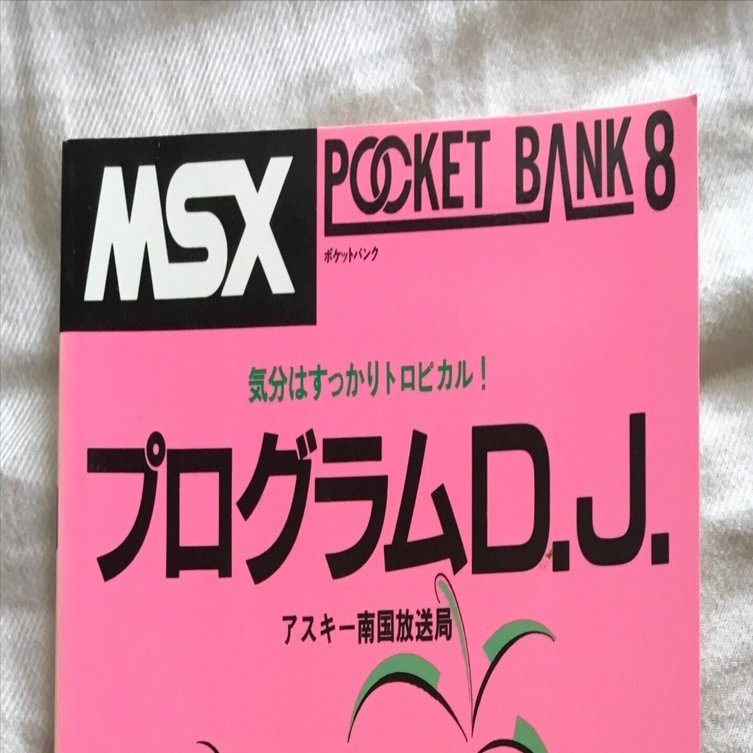 MSX
POCKET BANK 8
ポケットバンク
気分はすっかりトロピカル！
プログラムD.J.
アスキー南国放送局